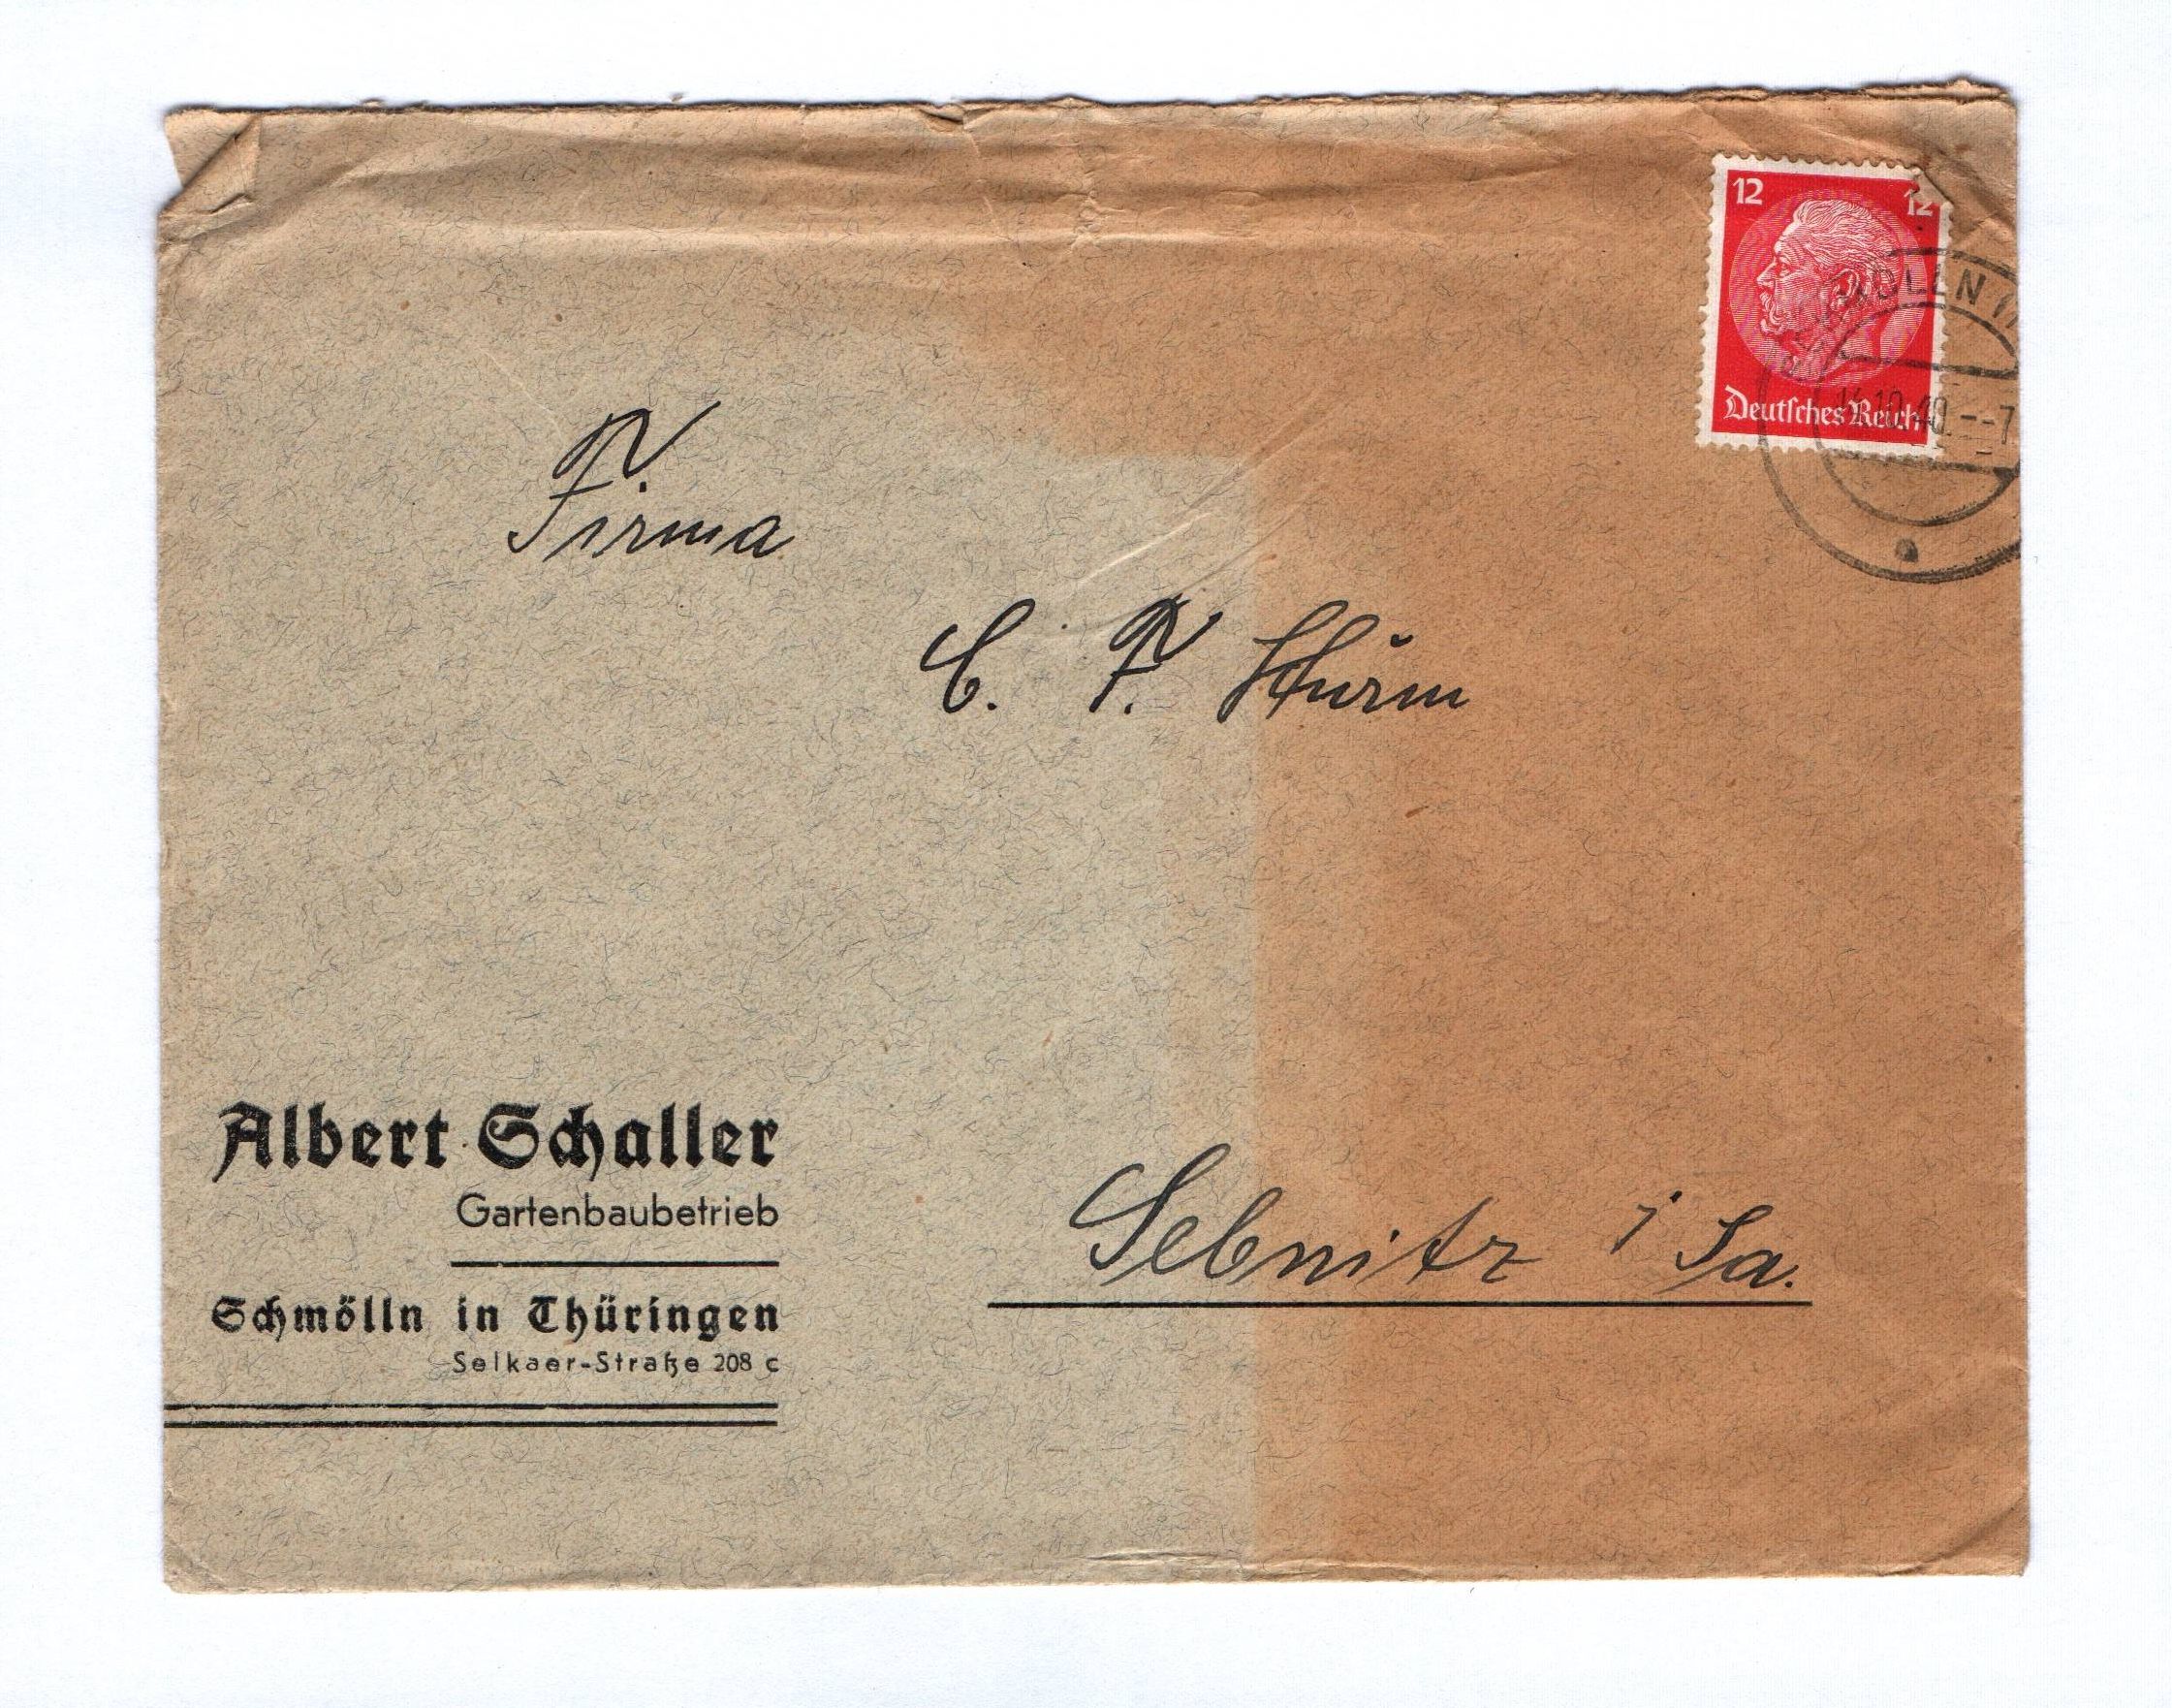 12 12
Deutsches Reich
Firma
C. F. Sturm
Sebnitz i Sa.
Albert Schaller
Gartenbaubetrieb
Schmölln in Thüringen
Selkaer-Straße 208 c